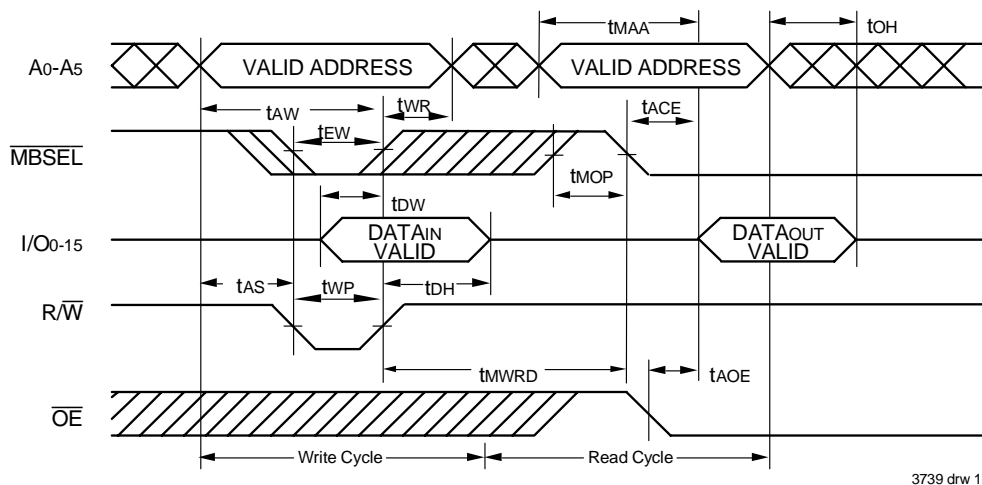 tMAA
tOH
A0-A5
VALID ADDRESS
VALID ADDRESS
tAW
tWR
tACE
tEW
MBSEL
tMOP
tDW
I/O0-15
DATAIN
VALID
DATAOUT
VALID
tAS
tWP
tDH
R/W
tMWRD
tAOE
OE
Write Cycle
Read Cycle
3739 drw 1